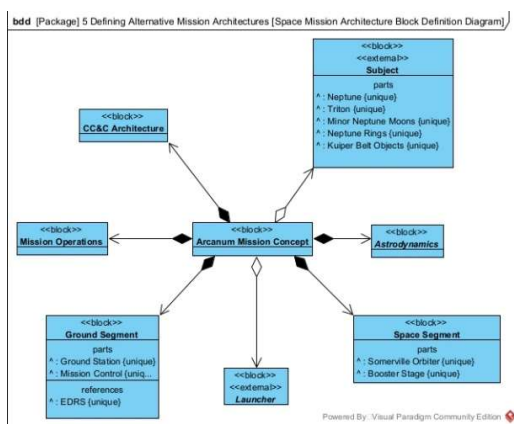 bdd [Package] 5 Defining Alternative Mission Architectures [Space Mission Architecture Block Definition Diagram]
<<block>>
<<external>>
Subject
parts
^ : Neptune {unique}
^ : Triton {unique}
^ : Minor Neptune Moons {unique}
^ : Neptune Rings {unique}
^ : Kuiper Belt Objects {unique}
<<block>>
CC&C Architecture
<<block>>
Mission Operations
<<block>>
Arcanum Mission Concept
<<block>>
Astrodynamics
<<block>>
Ground Segment
parts
^ : Ground Station {unique}
^ : Mission Control {uniq...
references
^ : EDRS {unique}
<<block>>
<<external>>
Launcher
<<block>>
Space Segment
parts
^ : Somerville Orbiter {unique}
^ : Booster Stage {unique}
Powered By: Visual Paradigm Community Edition